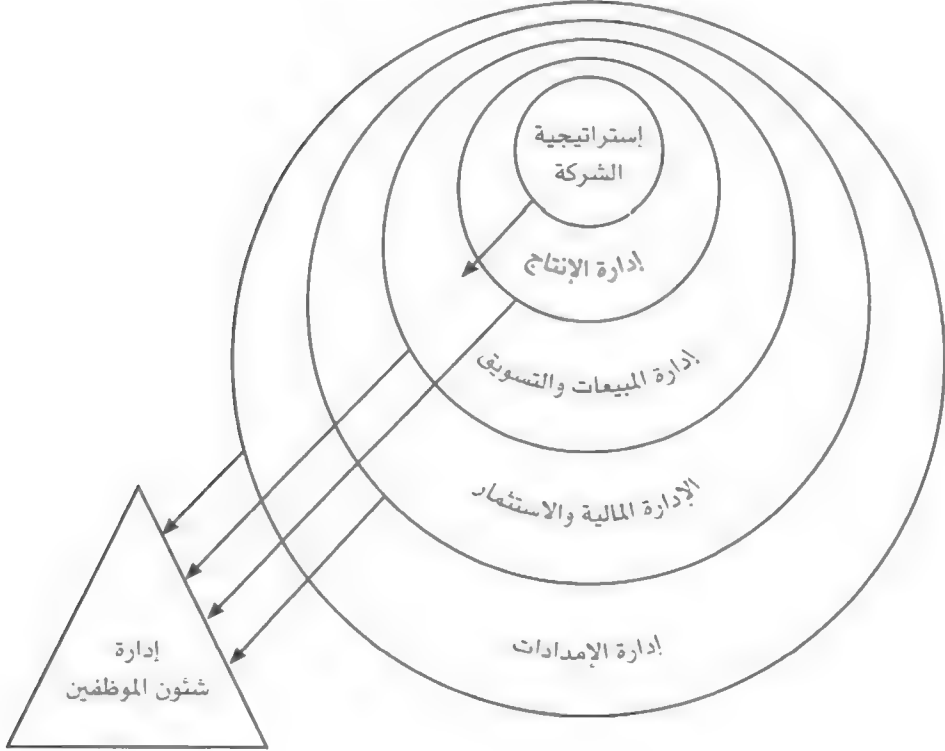 إستراتيجية
الشركة
إدارة الإنتاج
إدارة المبيعات والتسويق
الإدارة المالية والاستثمار
إدارة الإمدادات
إدارة
شئون الموظفين